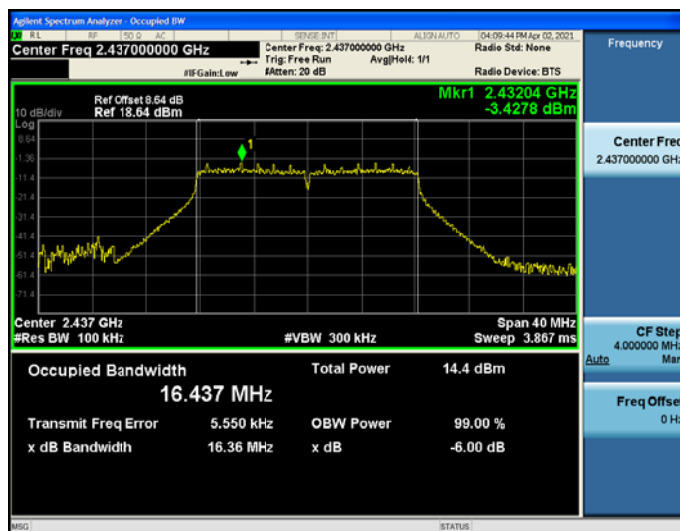 Agilent Spectrum Analyzer - Occupied BW
RL RF 50 Ω AC SENSE:INT ALIGN AUTO 04:09:44 PM Apr 02, 2021
Center Freq 2.437000000 GHz
Center Freq: 2.437000000 GHz
Radio Std: None
Trig: Free Run Avg|Hold: 1/1
#IFGain:Low
#Atten: 20 dB
Radio Device: BTS
Frequency
Ref Offset 8.64 dB
Ref 18.64 dBm
10 dB/div
Log
Mkr1 2.43204 GHz
-3.4278 dBm
8.64
-1.36
-11.4
-21.4
-31.4
-41.4
-51.4
-61.4
-71.4
1
Center Freq
2.437000000 GHz
Center 2.437 GHz
Span 40 MHz
#Res BW 100 kHz
#VBW 300 kHz
Sweep 3.867 ms
CF Step
4.000000 MHz
Auto Man
Freq Offset
0 Hz
Occupied Bandwidth
16.437 MHz
Total Power 14.4 dBm
Transmit Freq Error 5.550 kHz
OBW Power 99.00 %
x dB Bandwidth 16.36 MHz
x dB -6.00 dB
MSG
STATUS